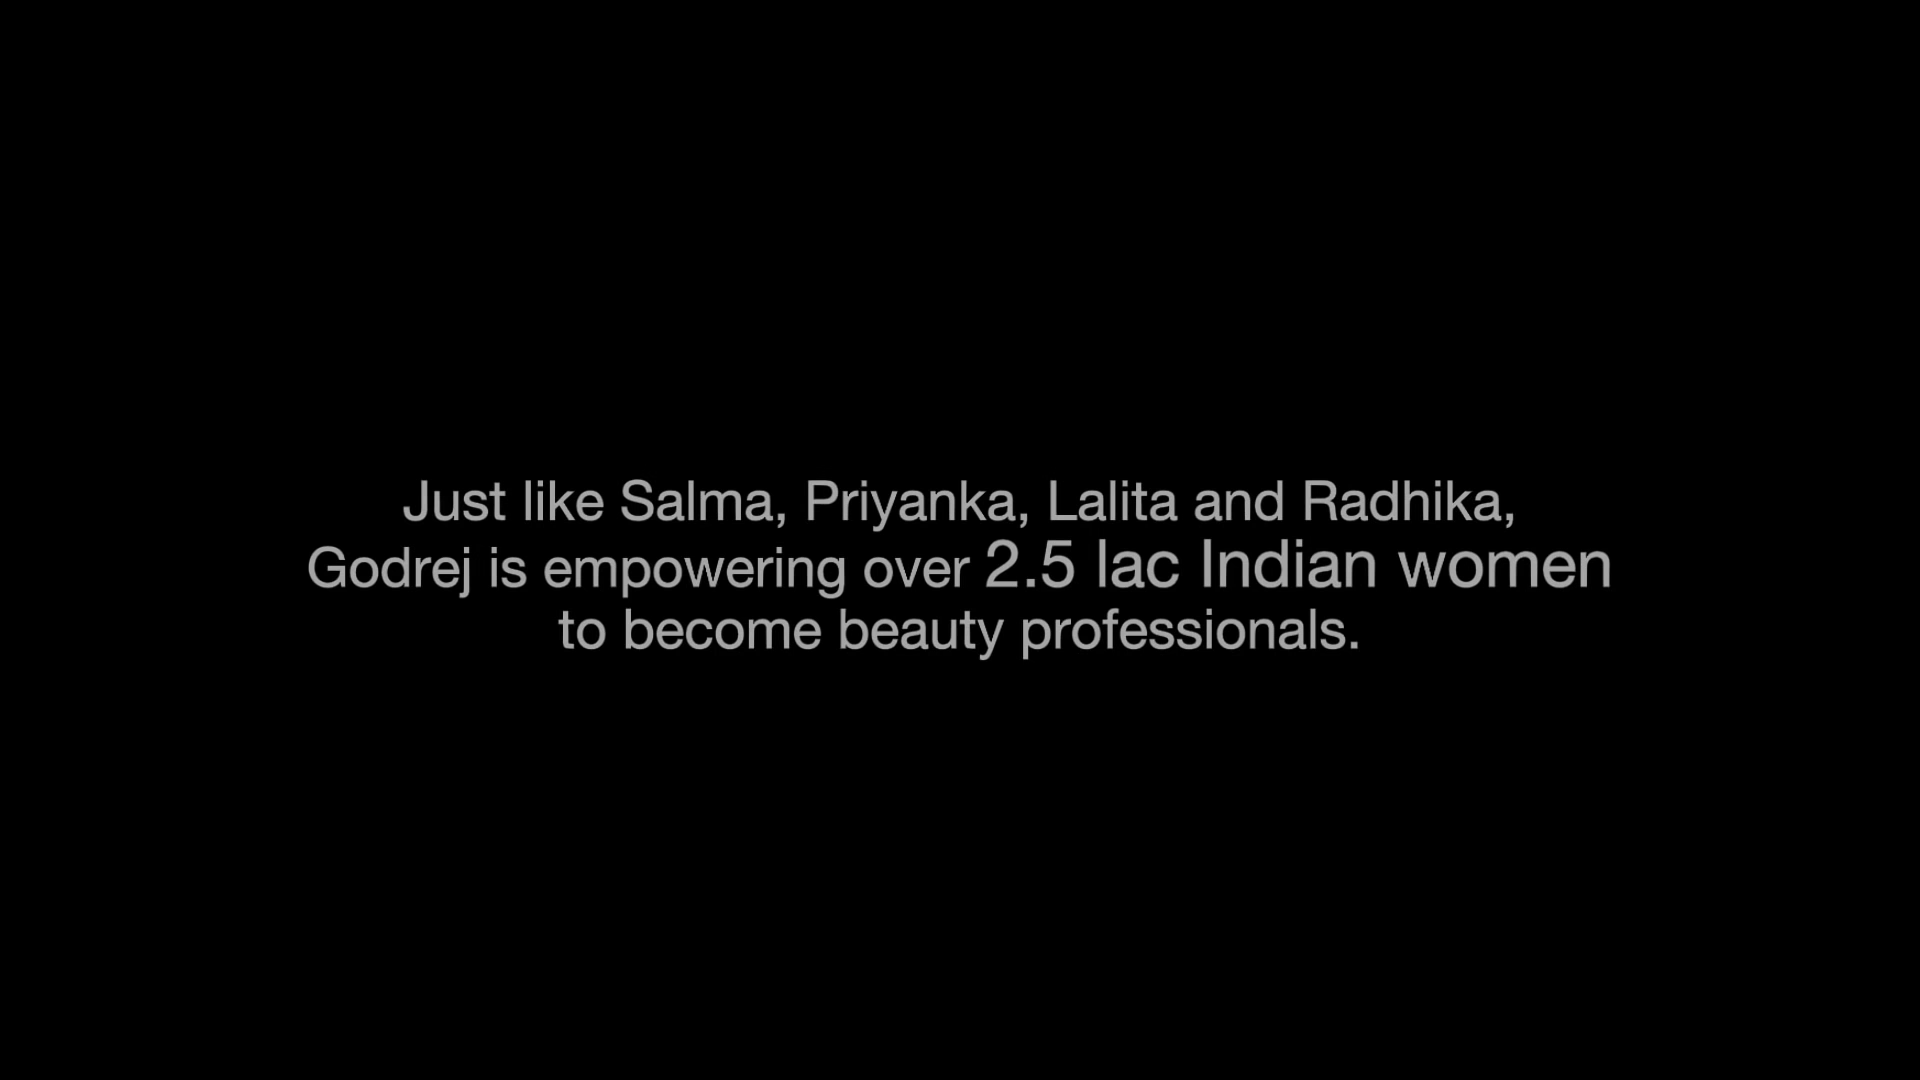 Just like Salma, Priyanka, Lalita and Radhika,
Godrej is empowering over 2.5 lac Indian women
to become beauty professionals.